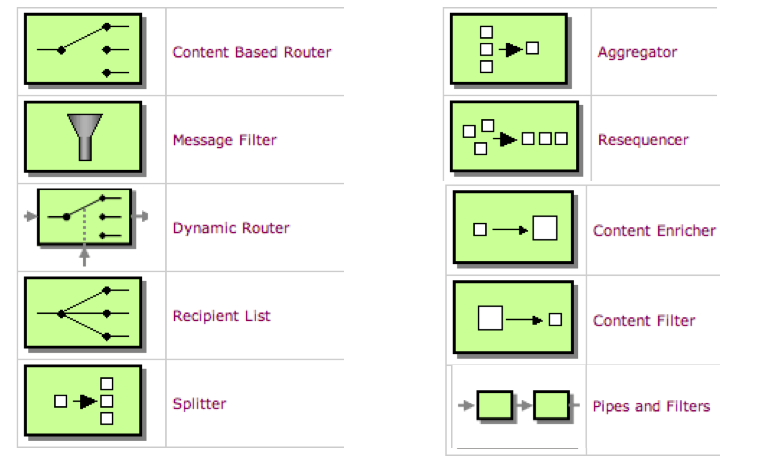 Content Based Router
Message Filter
Dynamic Router
Recipient List
Splitter
Aggregator
Resequencer
Content Enricher
Content Filter
Pipes and Filters